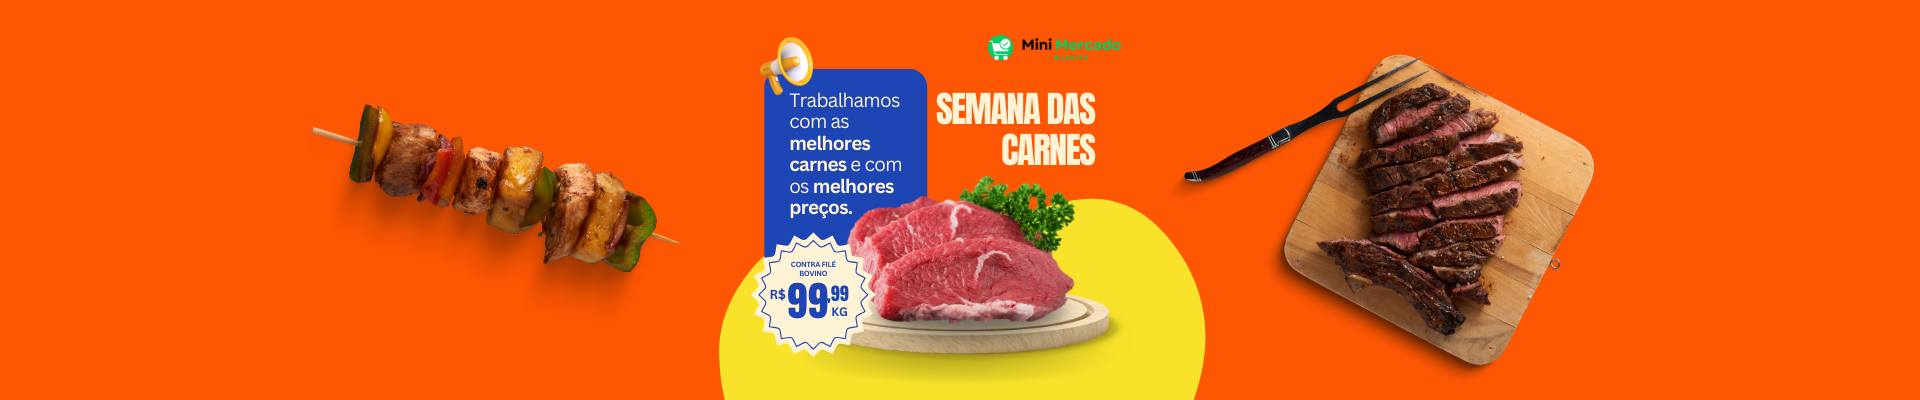 Mini Mercado
Trabalhamos
com as
melhores
carnes e com
os melhores
preços.
SEMANA DAS
CARNES
CONTRA FILÉ
BOVINO
R$99,99
KG